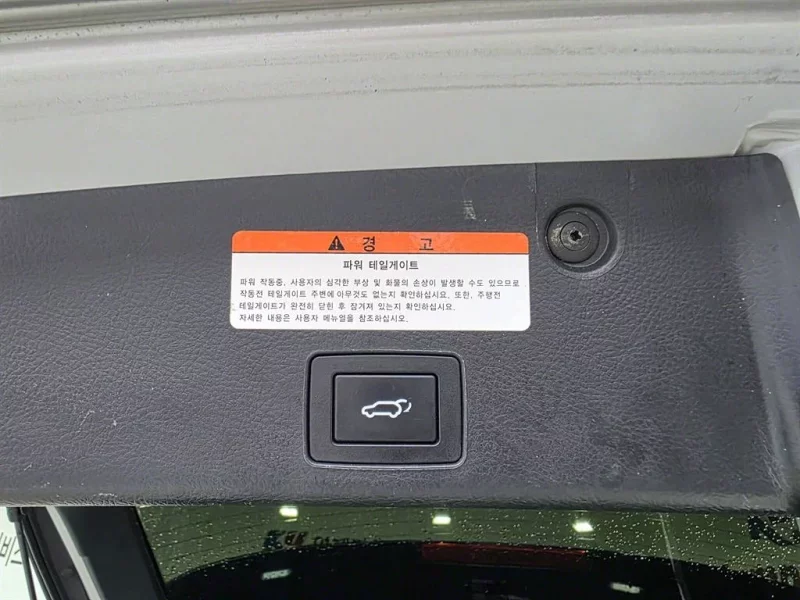 경 고
파워 테일게이트
파워 작동중, 사용자의 심각한 부상 및 화물의 손상이 발생할 수도 있으므로
작동전 테일게이트 주변에 아무것도 없는지 확인하십시요. 또한, 주행전
테일게이트가 완전히 닫힌 후 잠겨져 있는지 확인하십시요.
자세한 내용은 사용자 메뉴얼을 참조하십시오.